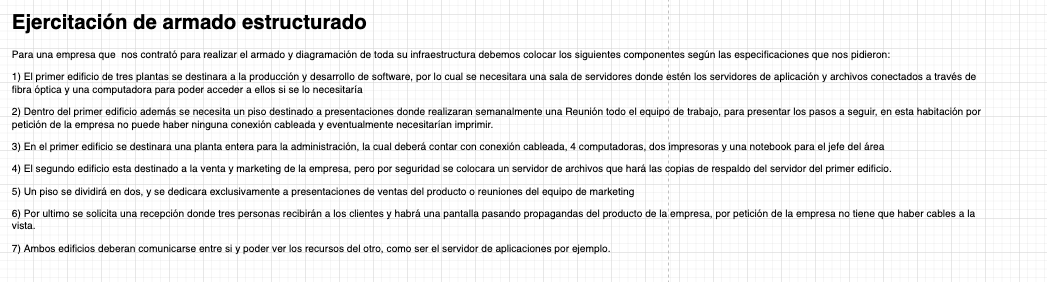 Ejercitación de armado estructurado
Para una empresa que  nos contrató para realizar el armado y diagramación de toda su infraestructura debemos colocar los siguientes componentes según las especificaciones que nos pidieron:
1) El primer edificio de tres plantas se destinara a la producción y desarrollo de software, por lo cual se necesitara una sala de servidores donde estén los servidores de aplicación y archivos conectados a través de
fibra óptica y una computadora para poder acceder a ellos si se lo necesitaría
2) Dentro del primer edificio además se necesita un piso destinado a presentaciones donde realizaran semanalmente una Reunión todo el equipo de trabajo, para presentar los pasos a seguir, en esta habitación por
petición de la empresa no puede haber ninguna conexión cableada y eventualmente necesitarían imprimir.
3) En el primer edificio se destinara una planta entera para la administración, la cual deberá contar con conexión cableada, 4 computadoras, dos impresoras y una notebook para el jefe del área
4) El segundo edificio esta destinado a la venta y marketing de la empresa, pero por seguridad se colocara un servidor de archivos que hará las copias de respaldo del servidor del primer edificio.
5) Un piso se dividirá en dos, y se dedicara exclusivamente a presentaciones de ventas del producto o reuniones del equipo de marketing
6) Por ultimo se solicita una recepción donde tres personas recibirán a los clientes y habrá una pantalla pasando propagandas del producto de la empresa, por petición de la empresa no tiene que haber cables a la
vista.
7) Ambos edificios deberan comunicarse entre si y poder ver los recursos del otro, como ser el servidor de aplicaciones por ejemplo.